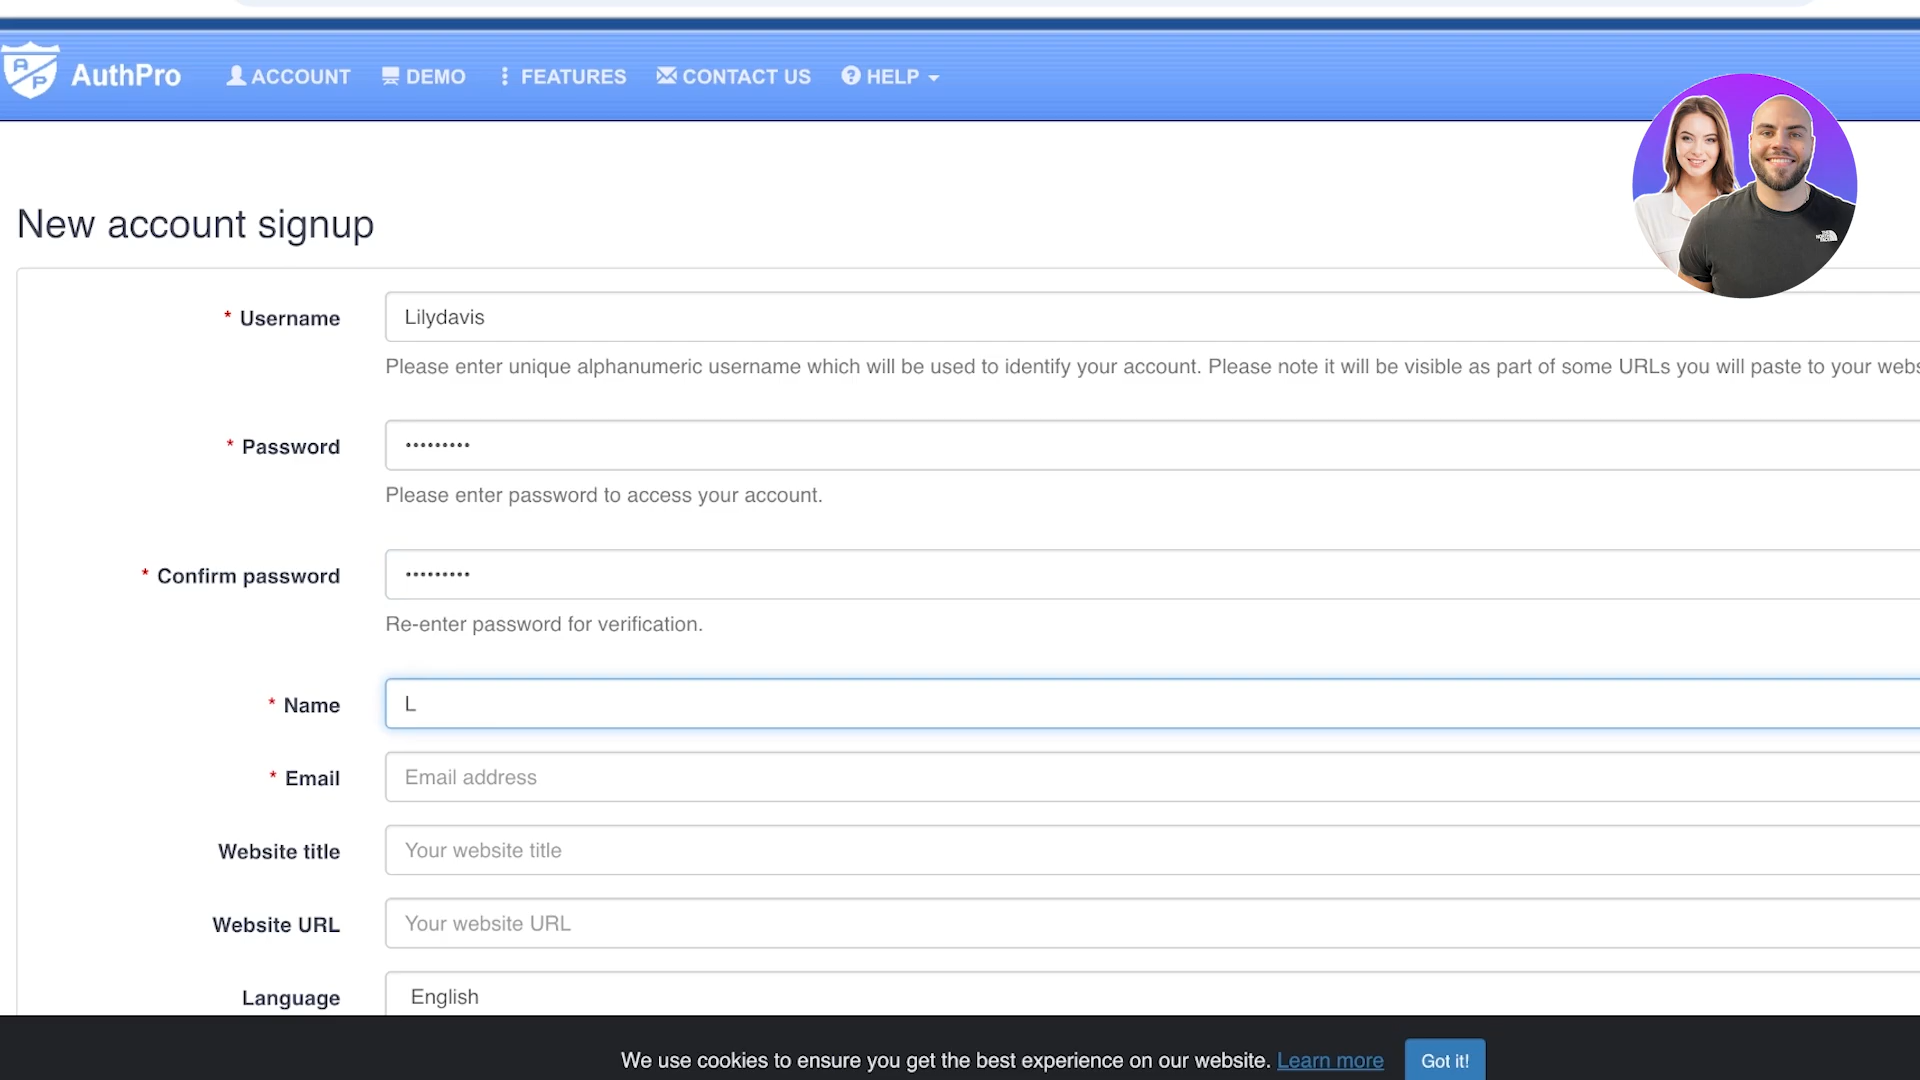 AP AuthPro ACCOUNT DEMO FEATURES CONTACT US HELP
New account signup
* Username Lilydavis
Please enter unique alphanumeric username which will be used to identify your account. Please note it will be visible as part of some URLs you will paste to your webs
* Password •••••••••
Please enter password to access your account.
* Confirm password •••••••••
Re-enter password for verification.
* Name L
* Email Email address
Website title Your website title
Website URL Your website URL
Language English
We use cookies to ensure you get the best experience on our website. Learn more Got it!